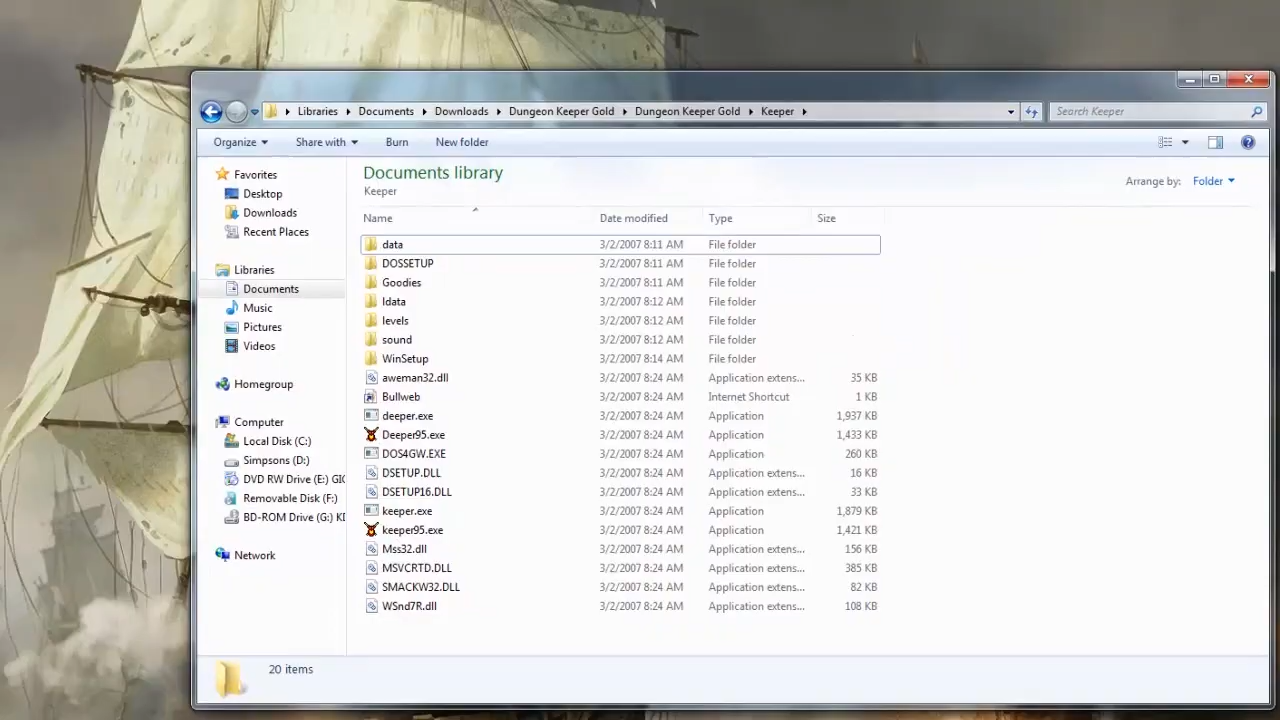 Libraries Documents Downloads Dungeon Keeper Gold Dungeon Keeper Gold Keeper
Search Keeper
Organize Share with Burn New folder
Favorites
Desktop
Downloads
Recent Places
Libraries
Documents
Music
Pictures
Videos
Homegroup
Computer
Local Disk (C:)
Simpsons (D:)
DVD RW Drive (E:) GIC
Removable Disk (F:)
BD-ROM Drive (G:) KD
Network
Documents library
Keeper
Arrange by: Folder
Name Date modified Type Size
data 3/2/2007 8:11 AM File folder
DOSSETUP 3/2/2007 8:11 AM File folder
Goodies 3/2/2007 8:11 AM File folder
ldata 3/2/2007 8:12 AM File folder
levels 3/2/2007 8:12 AM File folder
sound 3/2/2007 8:12 AM File folder
WinSetup 3/2/2007 8:14 AM File folder
aweman32.dll 3/2/2007 8:24 AM Application extens... 35 KB
Bullweb 3/2/2007 8:24 AM Internet Shortcut 1 KB
deeper.exe 3/2/2007 8:24 AM Application 1,937 KB
Deeper95.exe 3/2/2007 8:24 AM Application 1,433 KB
DOS4GW.EXE 3/2/2007 8:24 AM Application 260 KB
DSETUP.DLL 3/2/2007 8:24 AM Application extens... 16 KB
DSETUP16.DLL 3/2/2007 8:24 AM Application extens... 33 KB
keeper.exe 3/2/2007 8:24 AM Application 1,879 KB
keeper95.exe 3/2/2007 8:24 AM Application 1,421 KB
Mss32.dll 3/2/2007 8:24 AM Application extens... 156 KB
MSVCRTD.DLL 3/2/2007 8:24 AM Application extens... 385 KB
SMACKW32.DLL 3/2/2007 8:24 AM Application extens... 82 KB
WSnd7R.dll 3/2/2007 8:24 AM Application extens... 108 KB
20 items